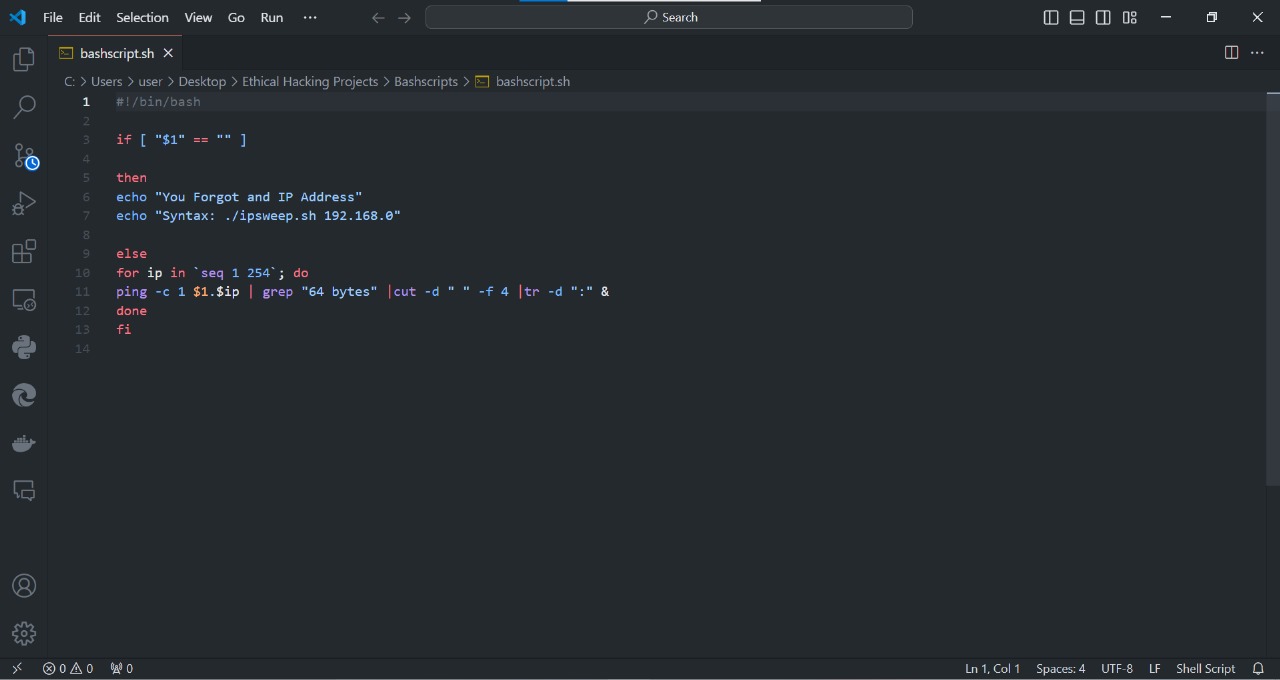 File Edit Selection View Go Run ··· Search
bashscript.sh
C: > Users > user > Desktop > Ethical Hacking Projects > Bashscripts > bashscript.sh
1 #!/bin/bash
2
3 if [ "$1" == "" ]
4
5 then
6 echo "You Forgot and IP Address"
7 echo "Syntax: ./ipsweep.sh 192.168.0"
8
9 else
10 for ip in `seq 1 254`; do
11 ping -c 1 $1.$ip | grep "64 bytes" |cut -d " " -f 4 |tr -d ":" &
12 done
13 fi
14
0 0 0 Ln 1, Col 1 Spaces: 4 UTF-8 LF Shell Script